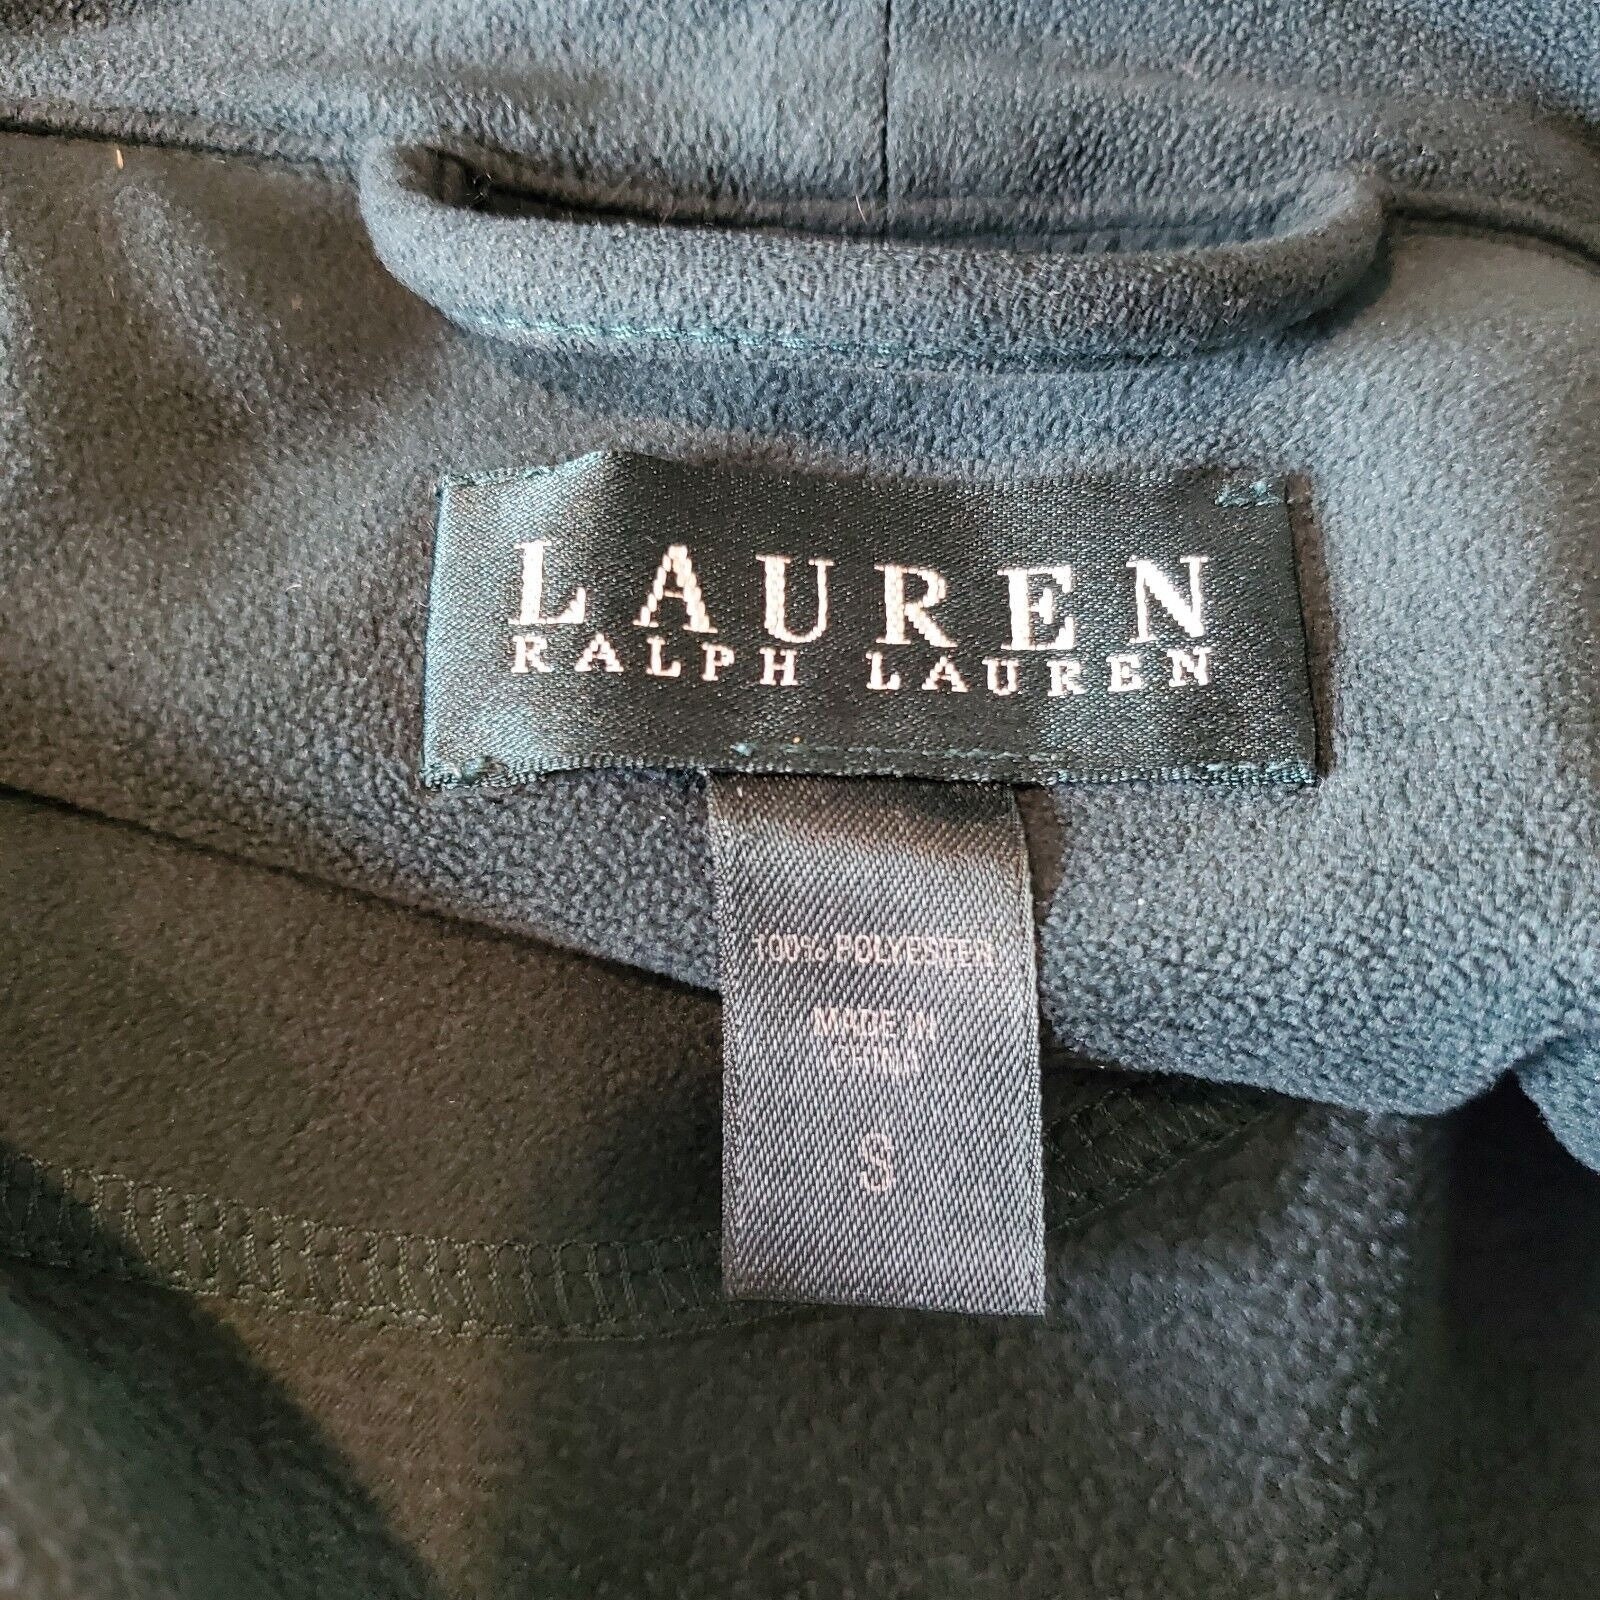 LAUREN
RALPH LAUREN
100% POLYESTER
MADE IN
CHINA
S